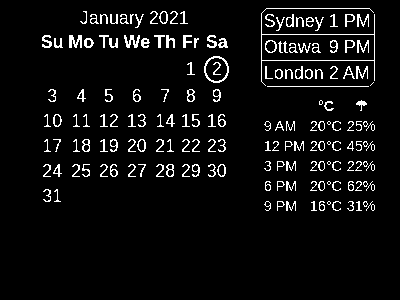 January 2021
Su Mo Tu We Th Fr Sa
1 2
3 4 5 6 7 8 9
10 11 12 13 14 15 16
17 18 19 20 21 22 23
24 25 26 27 28 29 30
31
Sydney 1 PM
Ottawa 9 PM
London 2 AM
°C ☂
9 AM 20°C 25%
12 PM 20°C 45%
3 PM 20°C 22%
6 PM 20°C 62%
9 PM 16°C 31%